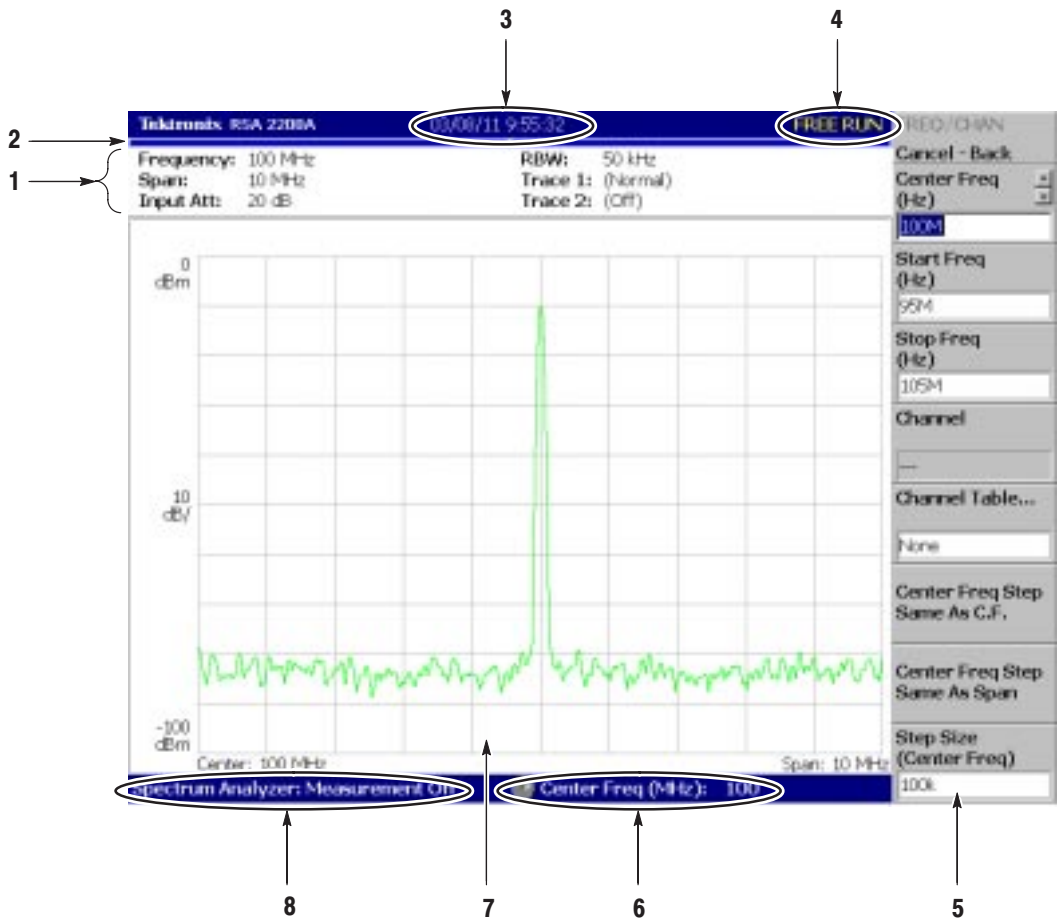 3
4
Tektronix RSA 2208A
03/08/11 9:55:32
FREE RUN
FREQ/CHAN
2
1
Frequency: 100 MHz
Span: 10 MHz
Input Att: 20 dB
RBW: 50 kHz
Trace 1: (Normal)
Trace 2: (Off)
Cancel - Back
Center Freq
(Hz)
100M
Start Freq
(Hz)
95M
Stop Freq
(Hz)
105M
Channel
---
Channel Table...
None
Center Freq Step
Same As C.F.
Center Freq Step
Same As Span
Step Size
(Center Freq)
100k
0
dBm
10
dB/
-100
dBm
Center: 100 MHz
Span: 10 MHz
Spectrum Analyzer: Measurement Off
Center Freq (MHz): 100
8
7
6
5